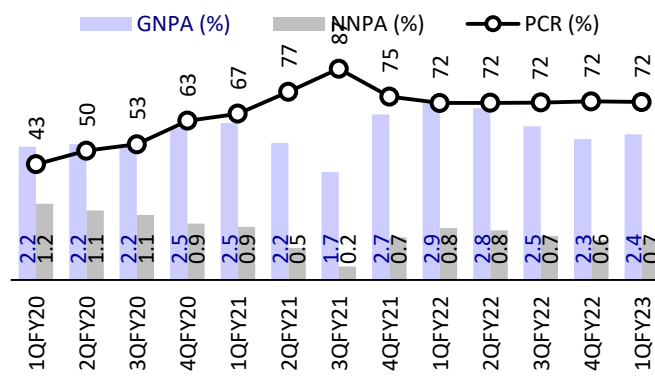 GNPA (%) NNPA (%) PCR (%)
43 50 53 63 67 77 87 75 72 72 72 72 72
2.2 2.2 2.2 2.5 2.5 2.2 1.7 2.7 2.9 2.8 2.5 2.3 2.4
1.2 1.1 1.1 0.9 0.9 0.5 0.2 0.7 0.8 0.8 0.7 0.6 0.7
1QFY20 2QFY20 3QFY20 4QFY20 1QFY21 2QFY21 3QFY21 4QFY21 1QFY22 2QFY22 3QFY22 4QFY22 1QFY23